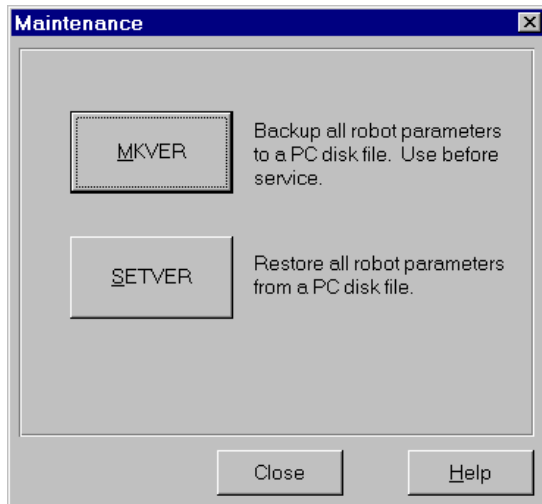 Maintenance
MKVER
Backup all robot parameters
to a PC disk file.  Use before
service.
SETVER
Restore all robot parameters
from a PC disk file.
Close
Help